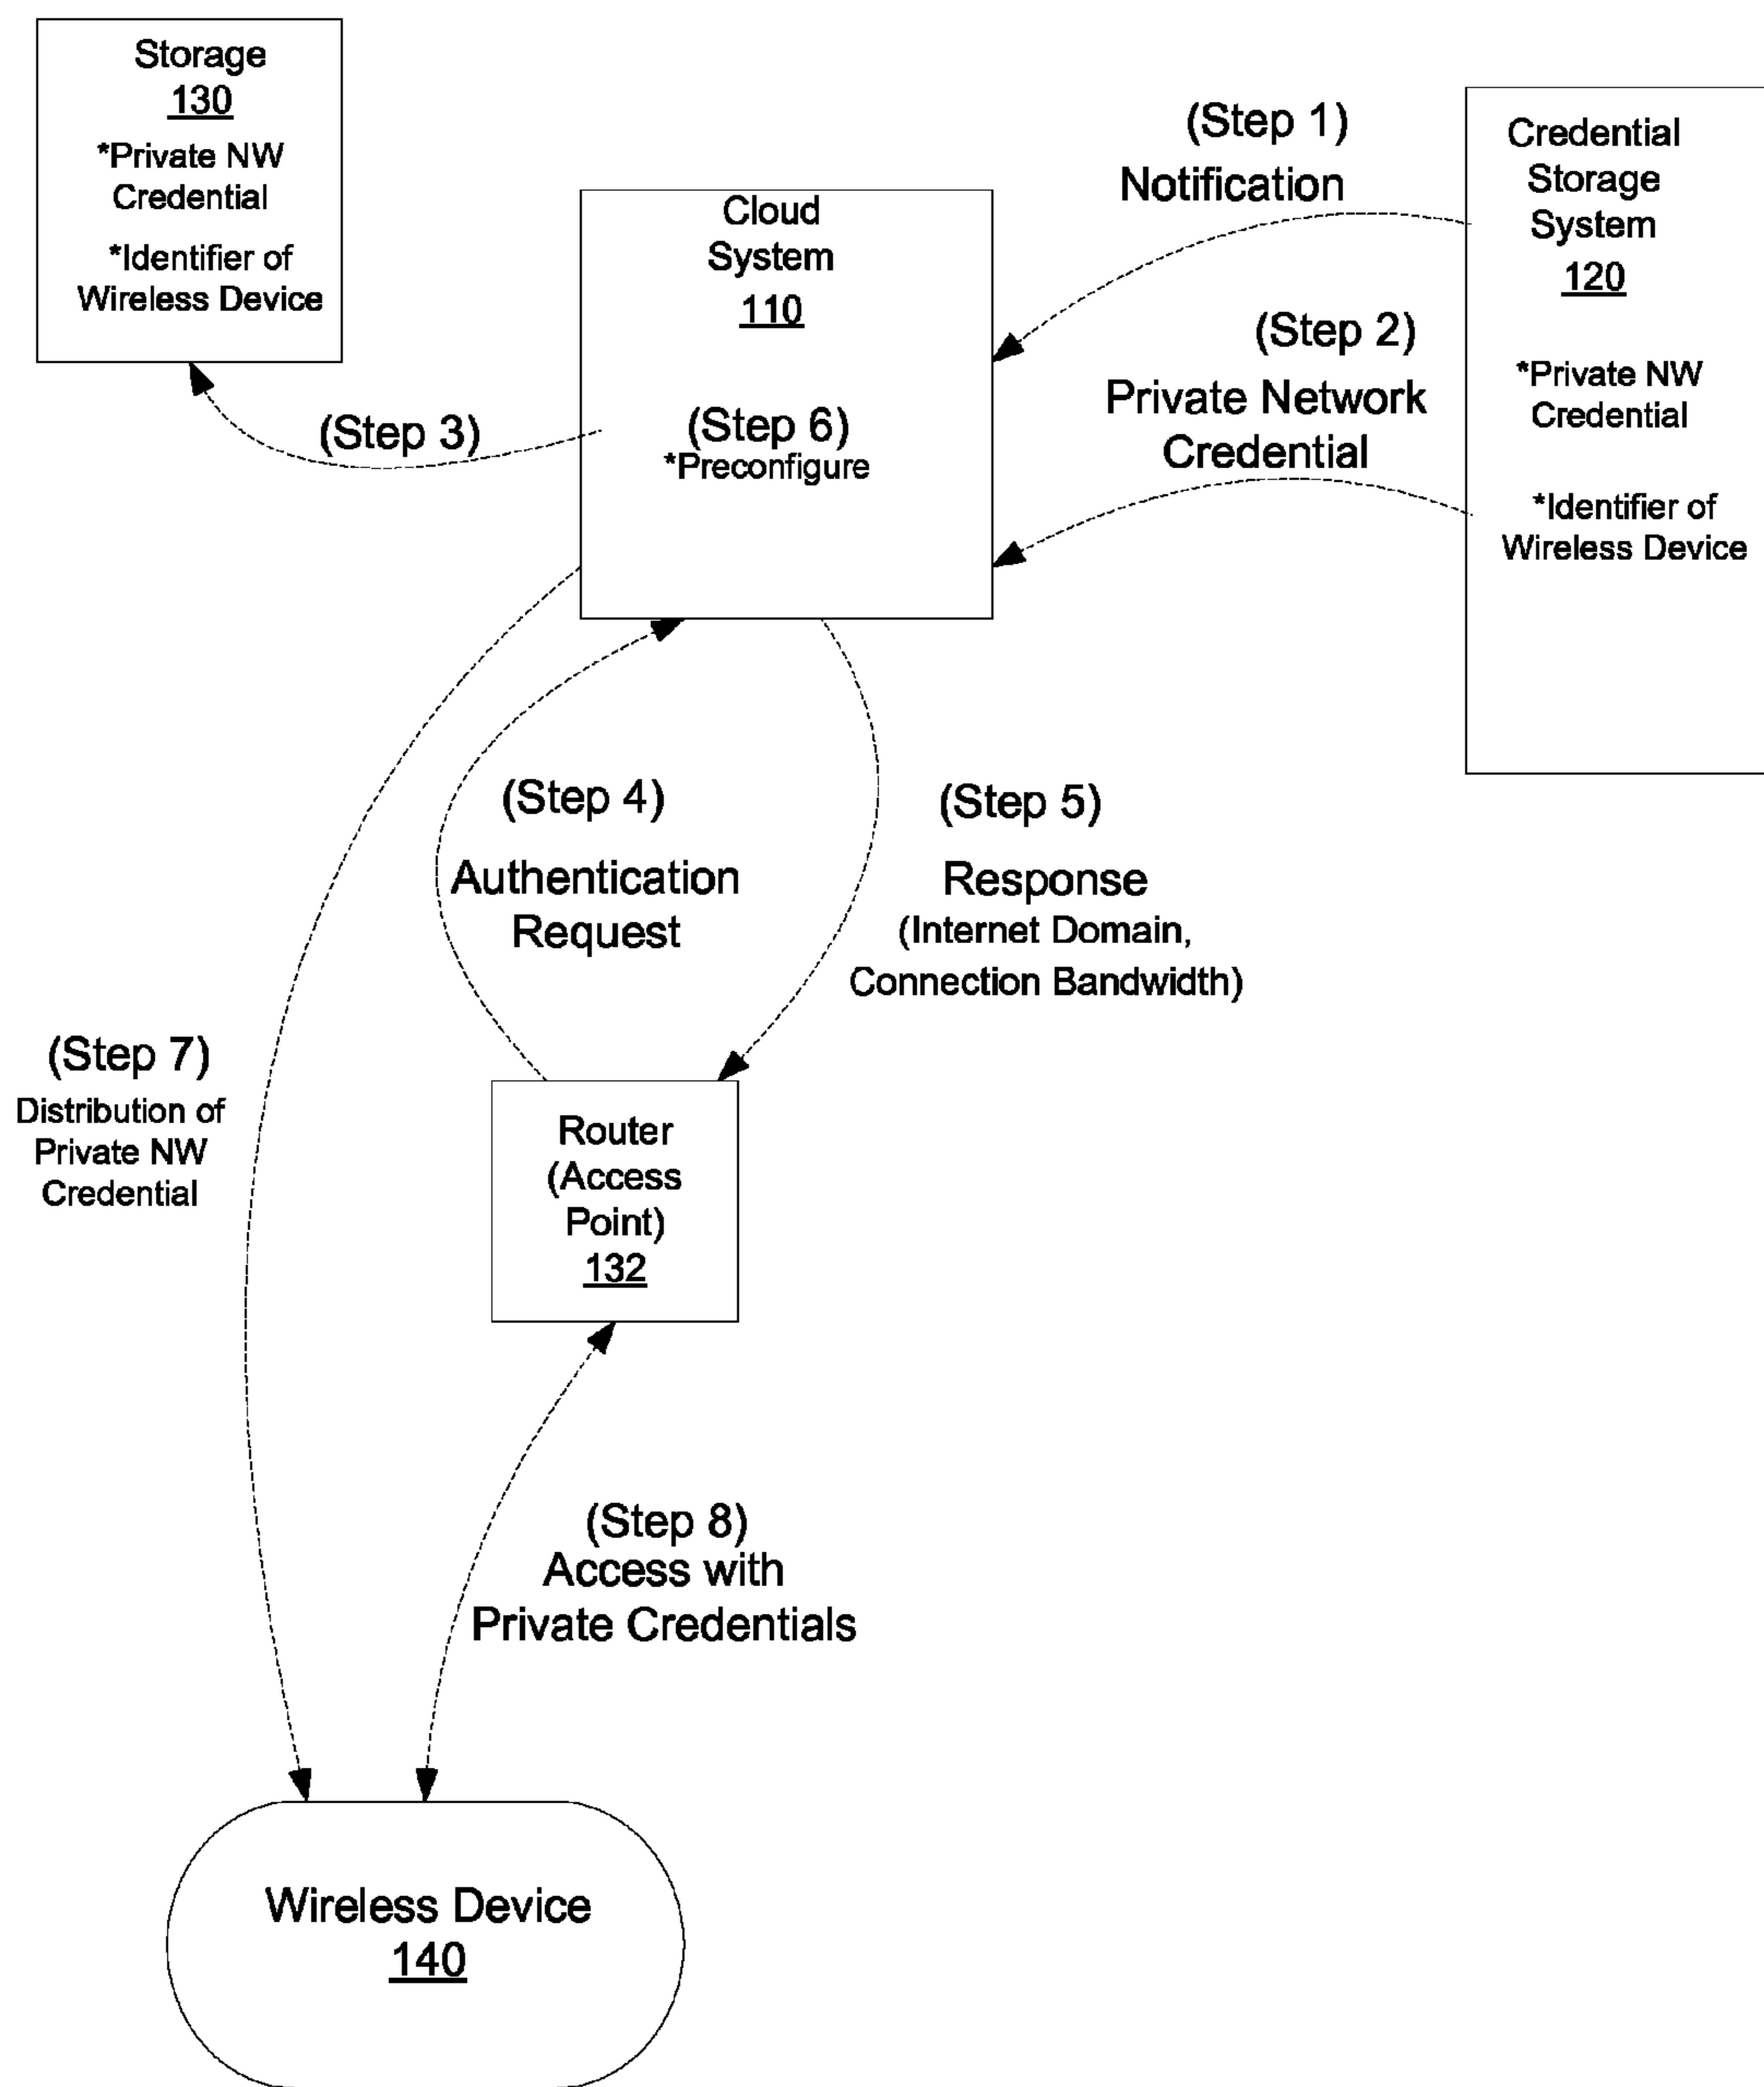 Storage
130
*Private NW
Credential
*Identifier of
Wireless Device
(Step 3)
Cloud
System
110
(Step 6)
*Preconfigure
(Step 1)
Notification
(Step 2)
Private Network
Credential
Credential
Storage
System
120
*Private NW
Credential
*Identifier of
Wireless Device
(Step 4)
Authentication
Request
(Step 5)
Response
(Internet Domain,
Connection Bandwidth)
(Step 7)
Distribution of
Private NW
Credential
Router
(Access
Point)
132
(Step 8)
Access with
Private Credentials
Wireless Device
140